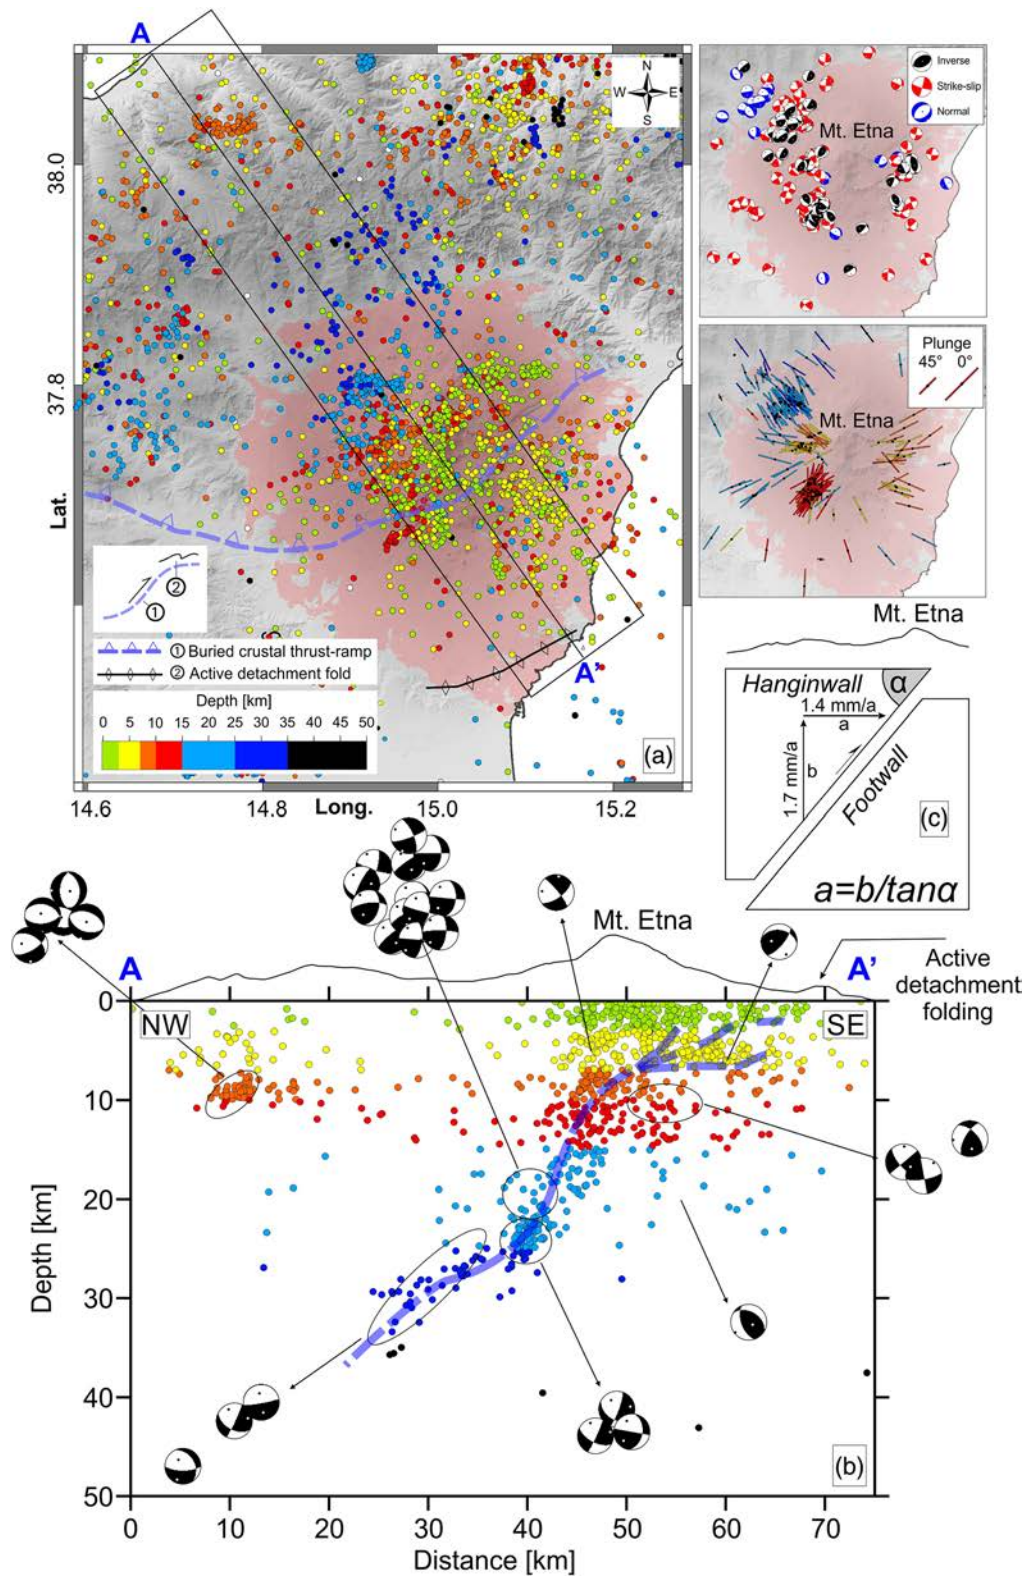 A
N
W E
S
38.0
37.8
Lat.
①
②
① Buried crustal thrust-ramp
② Active detachment fold
Depth [km]
0 5 10 15 20 25 30 35 40 45 50
A'
(a)
14.6 14.8 Long. 15.0 15.2
Inverse
Strike-slip
Normal
Mt. Etna
Plunge
45° 0°
Mt. Etna
Mt. Etna
Hanginwall
α
1.4 mm/a
a
1.7 mm/a
b
Footwall
(c)
a=b/tanα
Mt. Etna
A
A'
Active
detachment
folding
NW
SE
0
10
20
30
40
50
Depth [km]
(b)
0 10 20 30 40 50 60 70
Distance [km]